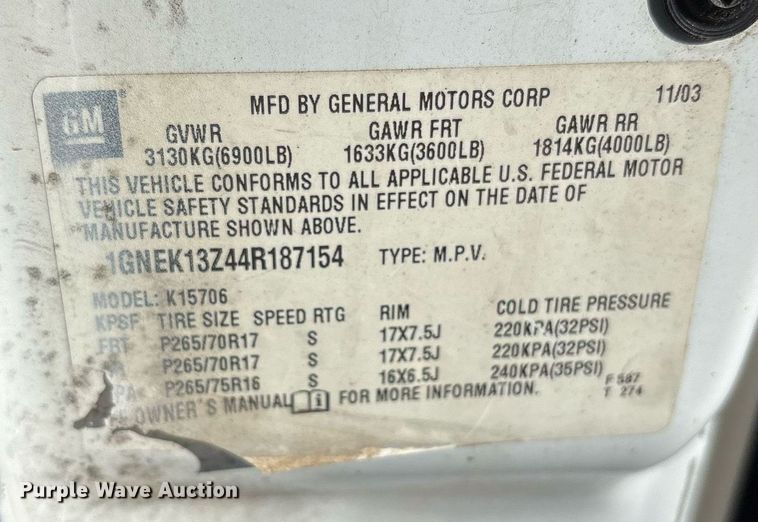 GM
MFD BY GENERAL MOTORS CORP 11/03
GVWR GAWR FRT GAWR RR
3130KG(6900LB) 1633KG(3600LB) 1814KG(4000LB)
THIS VEHICLE CONFORMS TO ALL APPLICABLE U.S. FEDERAL MOTOR
VEHICLE SAFETY STANDARDS IN EFFECT ON THE DATE OF
MANUFACTURE SHOWN ABOVE.
1GNEK13Z44R187154 TYPE: M.P.V.
MODEL: K15706
KPSF TIRE SIZE SPEED RTG RIM COLD TIRE PRESSURE
FRT P265/70R17 S 17X7.5J 220KPA(32PSI)
P265/70R17 S 17X7.5J 220KPA(32PSI)
P265/75R16 S 16X6.5J 240KPA(35PSI)
OWNER'S MANUAL FOR MORE INFORMATION.
F 587
T 274
Purple Wave Auction